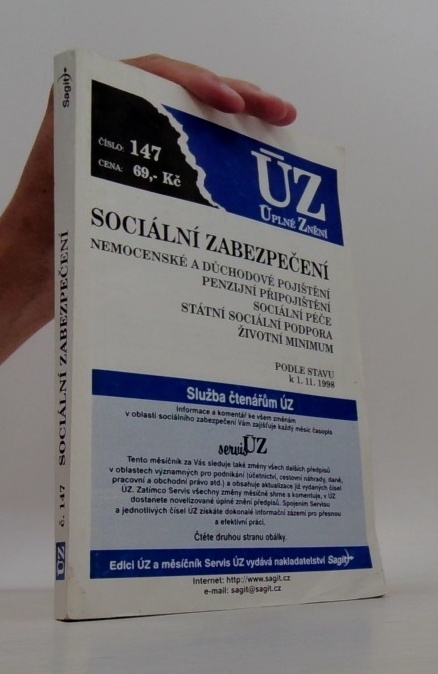 ČÍSLO: 147
CENA: 69,- Kč
ÚZ
ÚPLNÉ ZNĚNÍ
SOCIÁLNÍ ZABEZPEČENÍ
NEMOCENSKÉ A DŮCHODOVÉ POJIŠTĚNÍ
PENZIJNÍ PŘIPOJIŠTĚNÍ
SOCIÁLNÍ PÉČE
STÁTNÍ SOCIÁLNÍ PODPORA
ŽIVOTNÍ MINIMUM
PODLE STAVU
k 1. 11. 1998
Služba čtenářům ÚZ
Informace a komentář ke všem změnám
v oblasti sociálního zabezpečení Vám zajišťuje každý měsíc časopis
servis ÚZ
Tento měsíčník za Vás sleduje také změny všech dalších předpisů
v oblastech významných pro podnikání (účetnictví, cestovní náhrady, daně,
pracovní a obchodní právo atd.) a obsahuje aktualizace již vydaných čísel
ÚZ. Zatímco Servis všechny změny měsíčně shrne a komentuje, v ÚZ
dostanete novelizované úplné znění předpisů. Spojením Servisu
a jednotlivých čísel ÚZ získáte dokonalé informační zázemí pro přesnou
a efektivní práci.
Čtěte druhou stranu obálky.
Edici ÚZ a měsíčník Servis ÚZ vydává nakladatelství Sagit
Internet: http://www.sagit.cz
e-mail: sagit@sagit.cz
ÚZ č. 147 SOCIÁLNÍ ZABEZPEČENÍ Sagit